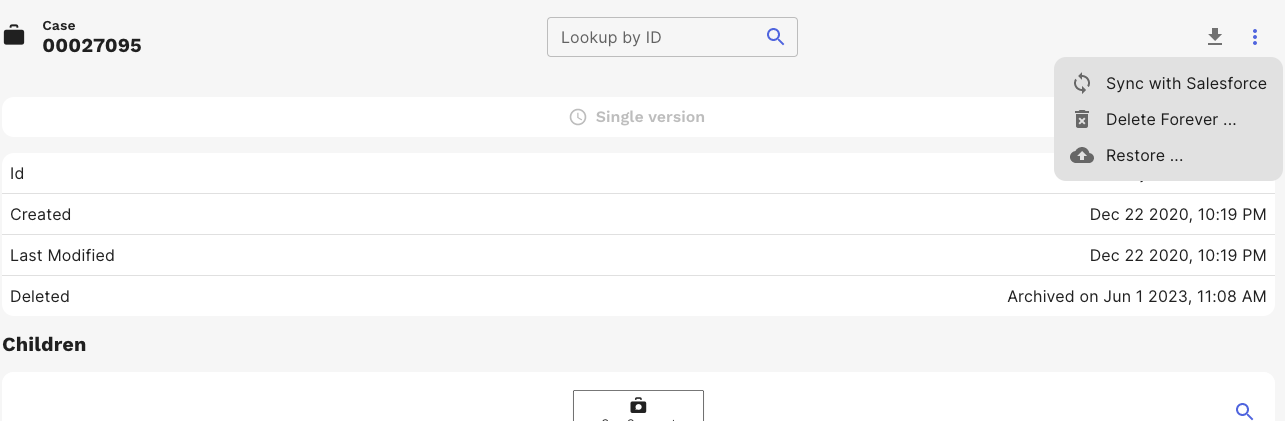 Case
00027095
Lookup by ID
Sync with Salesforce
Delete Forever ...
Restore ...
Single version
Id
Created Dec 22 2020, 10:19 PM
Last Modified Dec 22 2020, 10:19 PM
Deleted Archived on Jun 1 2023, 11:08 AM
Children